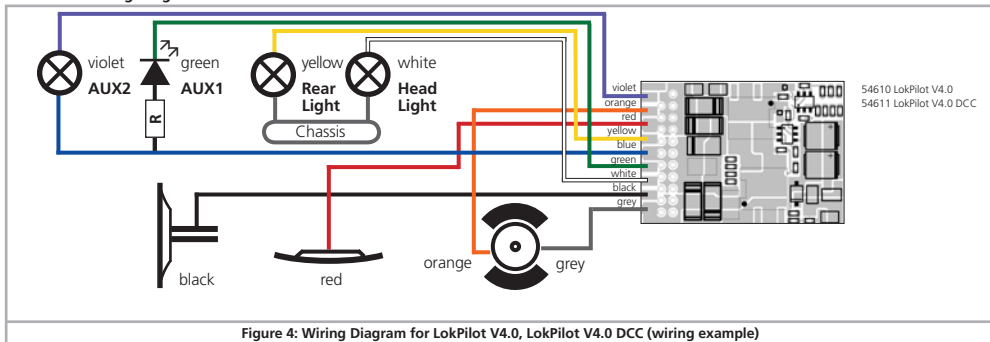 violet
AUX2
green
AUX1
yellow
Rear
Light
white
Head
Light
R
Chassis
violet
orange
red
yellow
blue
green
white
black
grey
54610 LokPilot V4.0
54611 LokPilot V4.0 DCC
black
red
orange
grey
Figure 4: Wiring Diagram for LokPilot V4.0, LokPilot V4.0 DCC (wiring example)